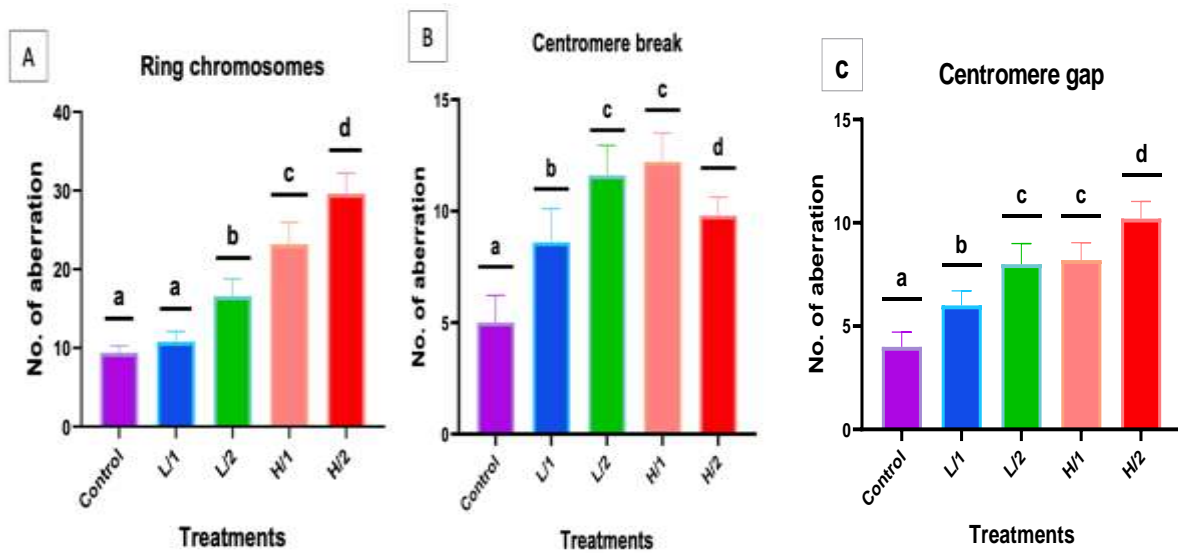 A
Ring chromosomes
No. of aberration
40
30
20
10
0
a
a
b
c
d
Control
L/1
L/2
H/1
H/2
Treatments
B
Centromere break
No. of aberration
15
10
5
0
a
b
c
c
d
Control
L/1
L/2
H/1
H/2
Treatments
c
Centromere gap
No. of aberration
15
10
5
0
a
b
c
c
d
Control
L/1
L/2
H/1
H/2
Treatments